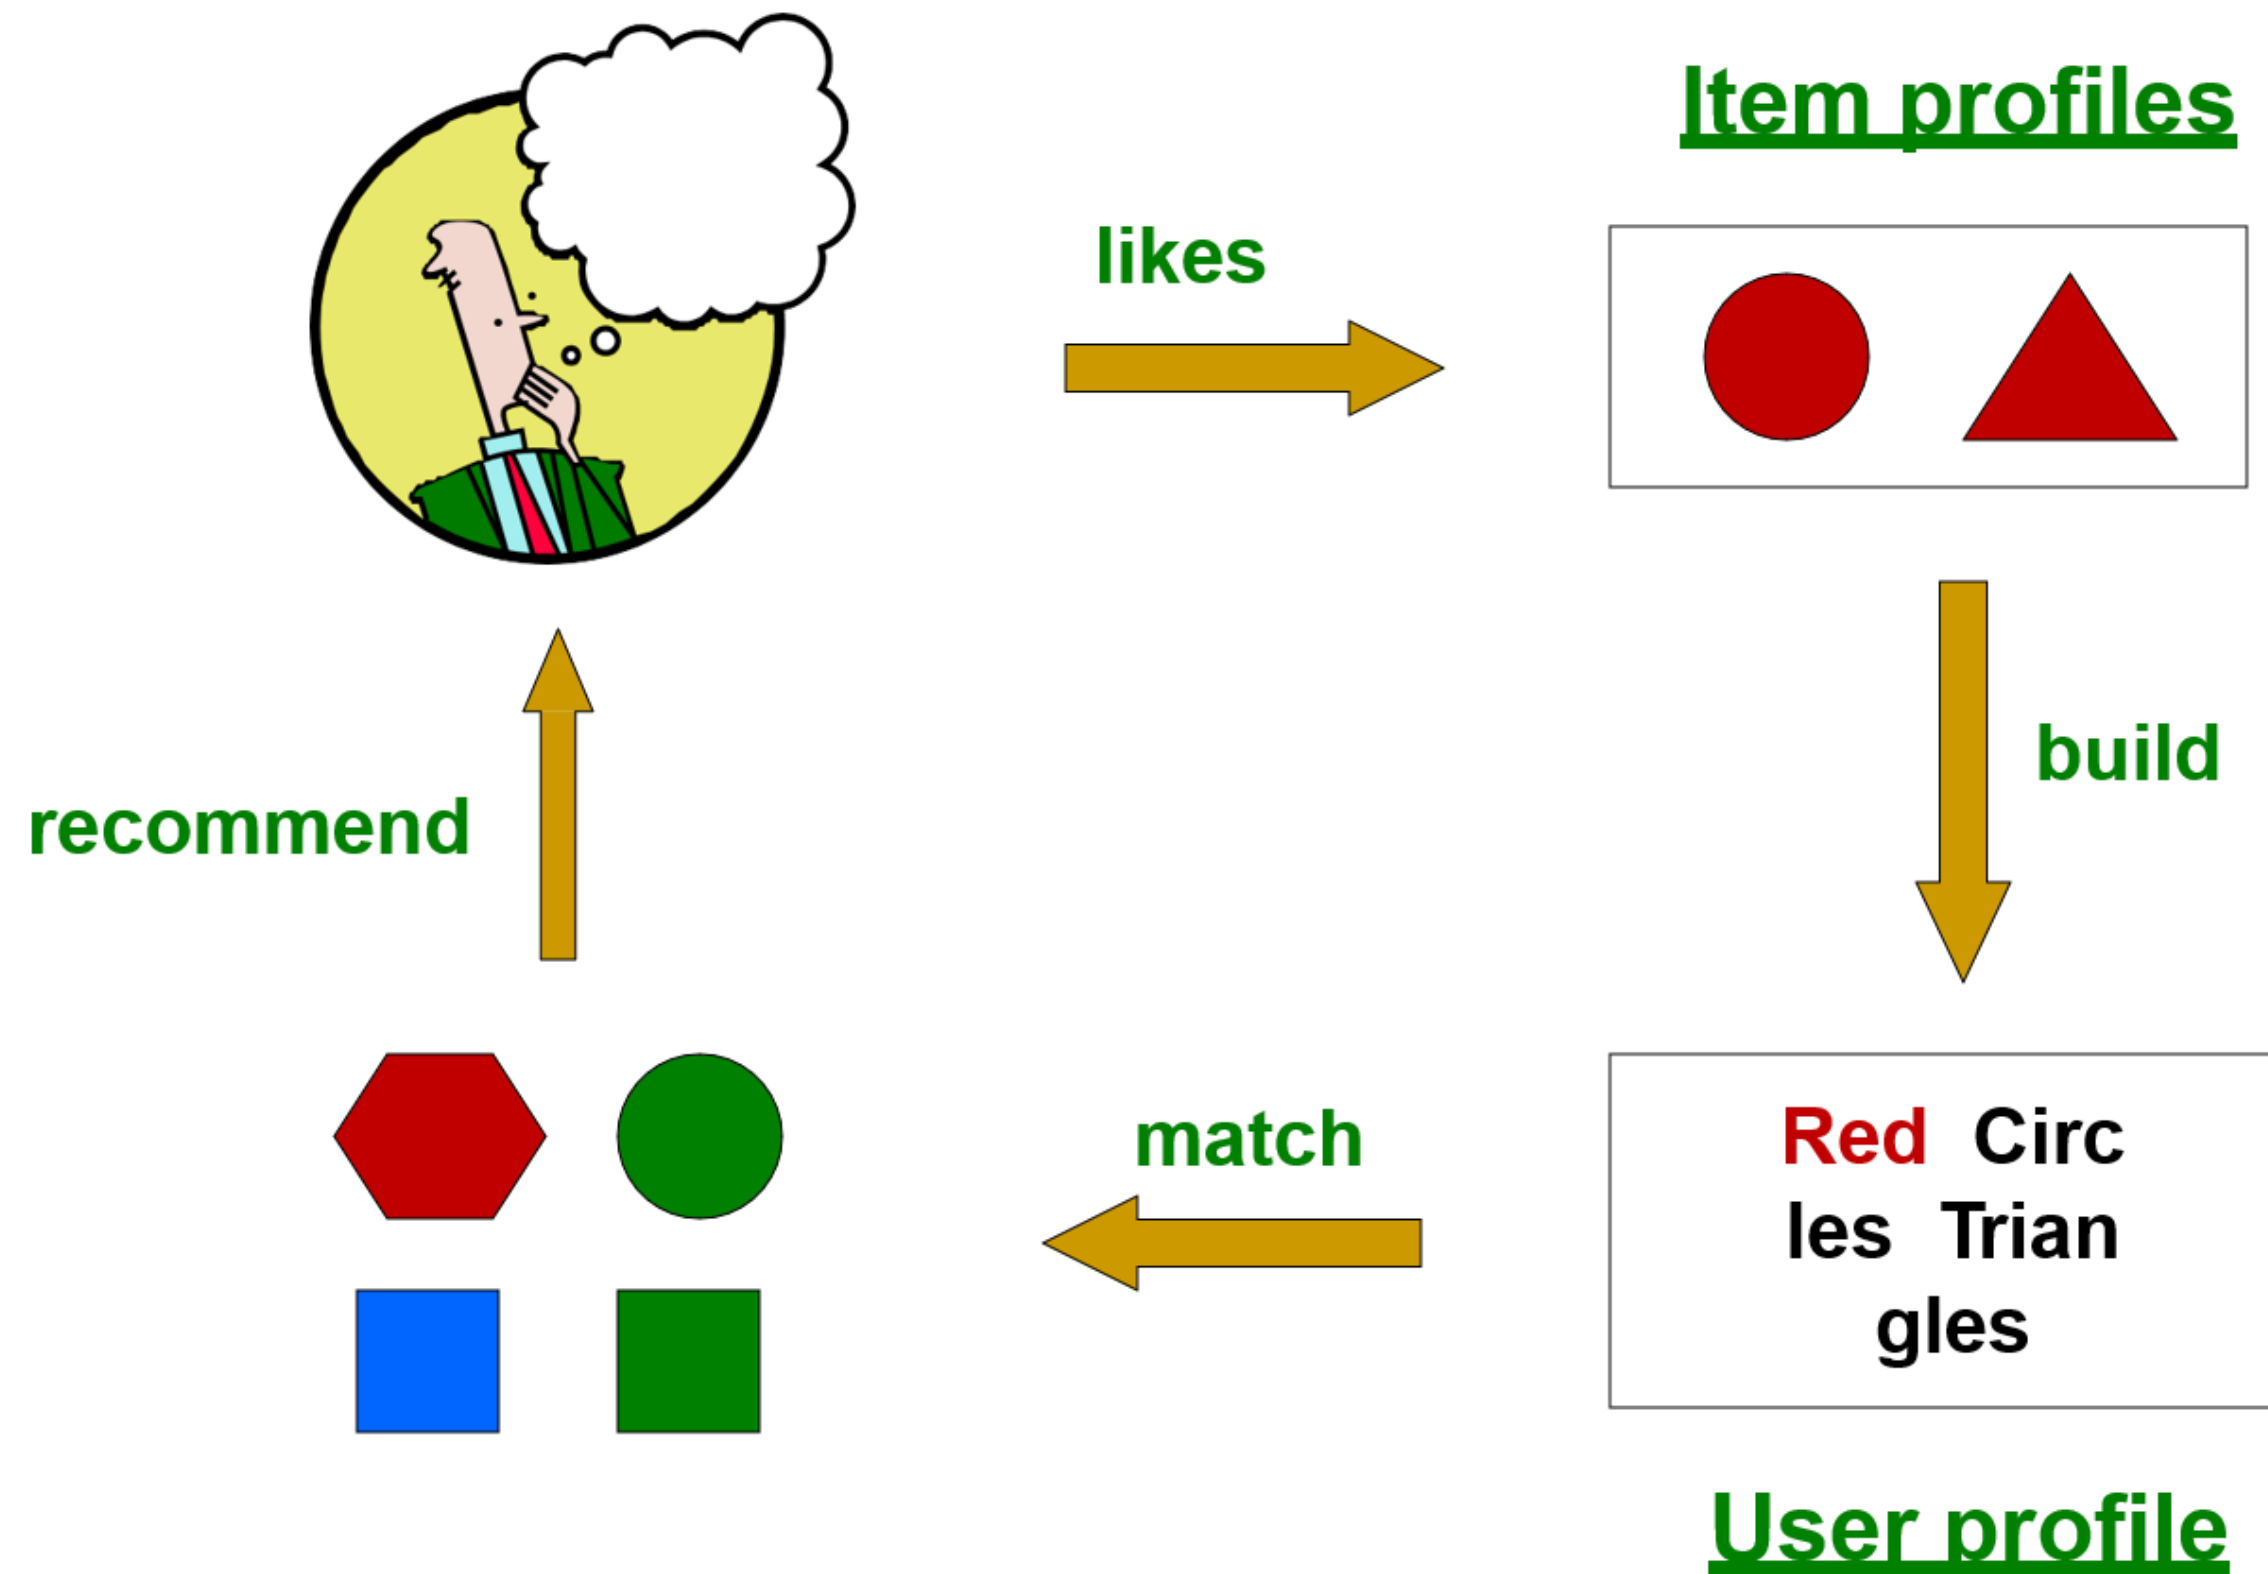 Item profiles
likes
build
recommend
match
Red Circ
les Trian
gles
User profile